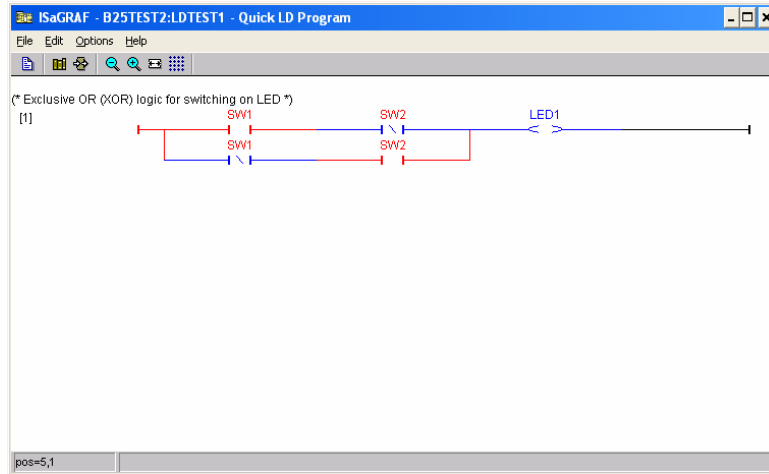 ISaGRAF - B25TEST2:LDTEST1 - Quick LD Program
File Edit Options Help
(* Exclusive OR (XOR) logic for switching on LED *)
[1] SW1 SW2 LED1
SW1 SW2
pos=5,1